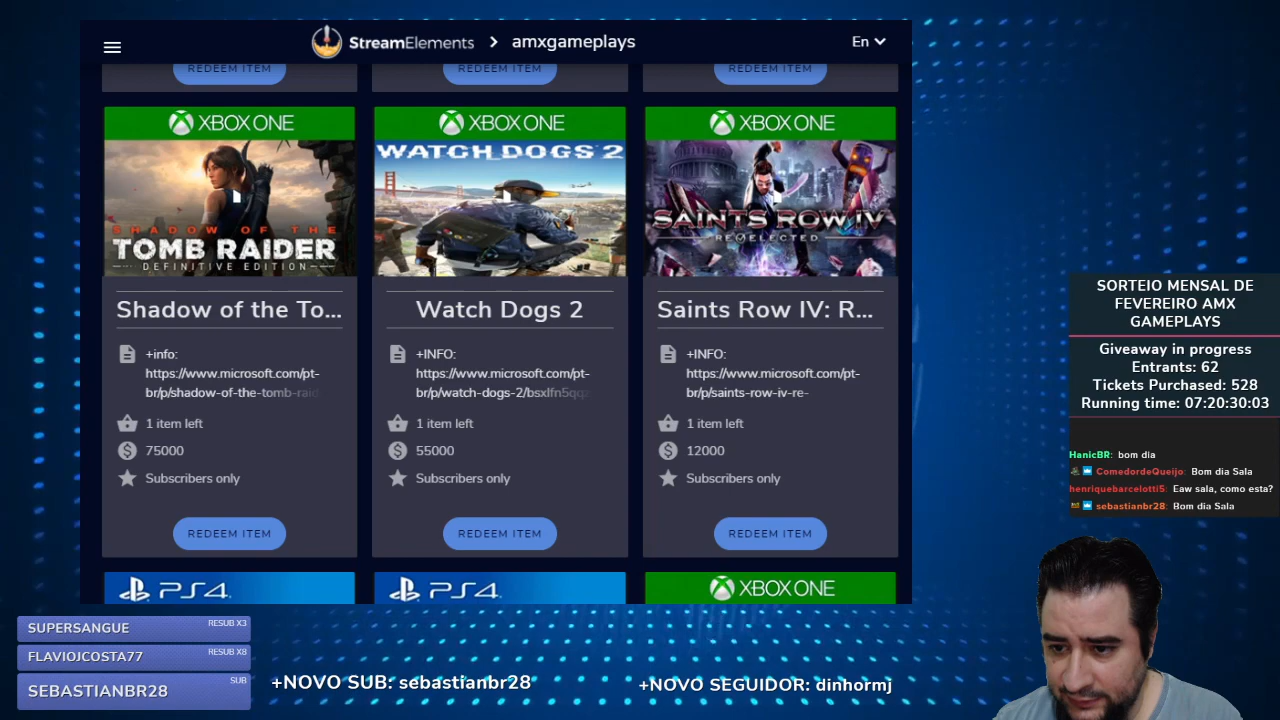 StreamElements > amxgameplays
En
REDEEM ITEM
REDEEM ITEM
REDEEM ITEM
XBOX ONE
SHADOW OF THE
TOMB RAIDER
DEFINITIVE EDITION
Shadow of the To...
+info:
https://www.microsoft.com/pt-
br/p/shadow-of-the-tomb-raid
1 item left
75000
Subscribers only
REDEEM ITEM
XBOX ONE
WATCH DOGS 2
Watch Dogs 2
+INFO:
https://www.microsoft.com/pt-
br/p/watch-dogs-2/bsxlfn5qqz
1 item left
55000
Subscribers only
REDEEM ITEM
XBOX ONE
SAINTS ROW IV
RE-ELECTED
Saints Row IV: R...
+INFO:
https://www.microsoft.com/pt-
br/p/saints-row-iv-re-
1 item left
12000
Subscribers only
REDEEM ITEM
PS4
PS4
XBOX ONE
SORTEIO MENSAL DE
FEVEREIRO AMX
GAMEPLAYS
Giveaway in progress
Entrants: 62
Tickets Purchased: 528
Running time: 07:20:30:03
HanicBR: bom dia
ComedordeQueijo: Bom dia Sala
henriquebarcelotti5: Eaw sala, como esta?
sebastianbr28: Bom dia Sala
SUPERSANGUE RESUB X3
FLAVIOJCOSTA77 RESUB X8
SEBASTIANBR28 SUB
+NOVO SUB: sebastianbr28
+NOVO SEGUIDOR: dinhormj